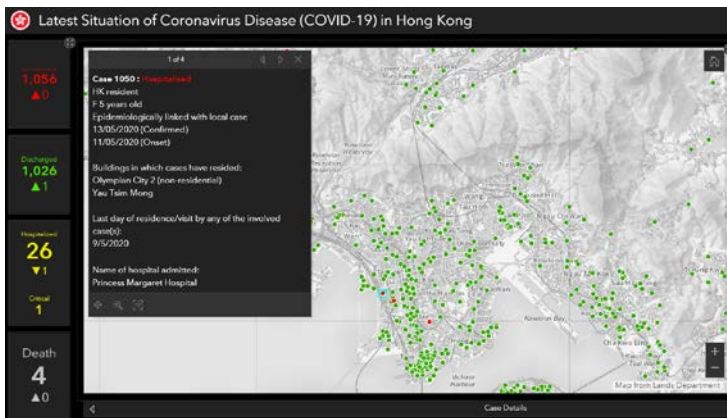 Latest Situation of Coronavirus Disease (COVID-19) in Hong Kong
1,056
▲0
Discharged
1,026
▲1
Hospitalised
26
▼1
Critical
1
Death
4
▲0
1 of 4
Case 1050 : Hospitalised
HK resident
F 5 years old
Epidemiologically linked with local case
13/05/2020 (Confirmed)
11/05/2020 (Onset)
Buildings in which cases have resided:
Olympian City 2 (non-residential)
Yau Tsim Mong
Last day of residence/visit by any of the involved
case(s):
9/5/2020
Name of hospital admitted:
Princess Margaret Hospital
Kowloon Bay
Victoria
Harbour
+
−
Map from Lands Department
Case Details